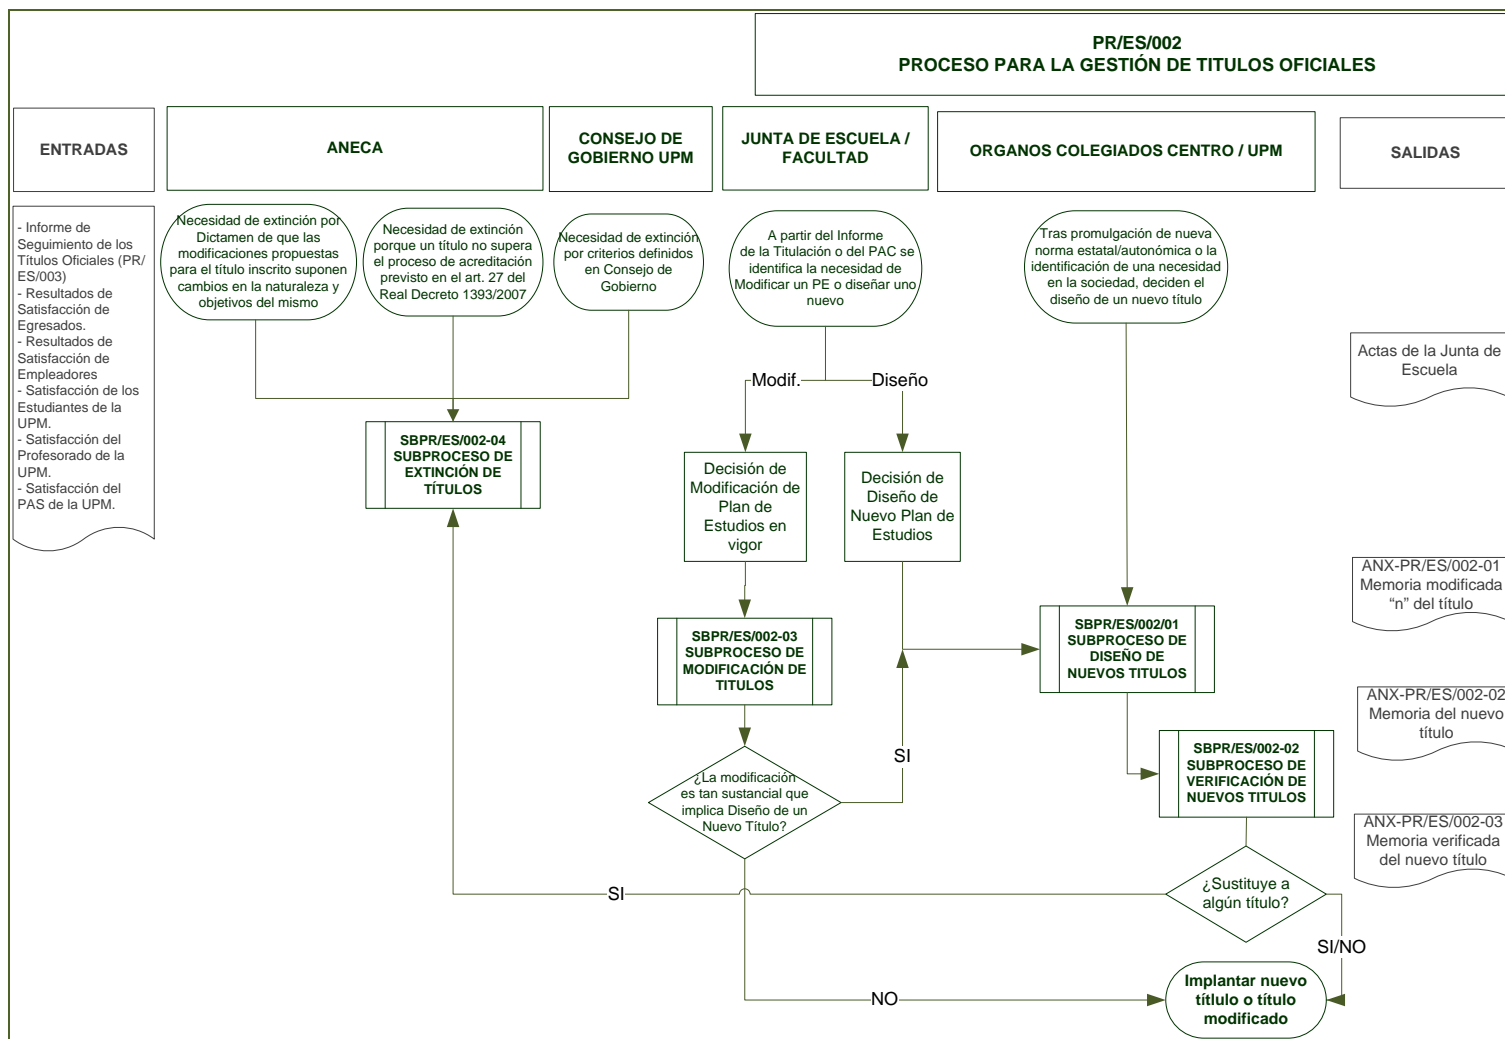 PR/ES/002
PROCESO PARA LA GESTIÓN DE TITULOS OFICIALES
ENTRADAS
ANECA
CONSEJO DE
GOBIERNO UPM
JUNTA DE ESCUELA /
FACULTAD
ORGANOS COLEGIADOS CENTRO / UPM
SALIDAS
- Informe de
Seguimiento de los
Títulos Oficiales (PR/
ES/003)
- Resultados de
Satisfacción de
Egresados.
- Resultados de
Satisfacción de
Empleadores
- Satisfacción de los
Estudiantes de la
UPM.
- Satisfacción del
Profesorado de la
UPM.
- Satisfacción del
PAS de la UPM.
Necesidad de extinción por
Dictamen de que las
modificaciones propuestas
para el título inscrito suponen
cambios en la naturaleza y
objetivos del mismo
Necesidad de extinción
porque un título no supera
el proceso de acreditación
previsto en el art. 27 del
Real Decreto 1393/2007
Necesidad de extinción
por criterios definidos
en Consejo de
Gobierno
A partir del Informe
de la Titulación o del PAC se
identifica la necesidad de
Modificar un PE o diseñar uno
nuevo
Tras promulgación de nueva
norma estatal/autonómica o la
identificación de una necesidad
en la sociedad, deciden el
diseño de un nuevo título
Actas de la Junta de
Escuela
Modif.
Diseño
SBPR/ES/002-04
SUBPROCESO DE
EXTINCIÓN DE
TÍTULOS
Decisión de
Modificación de
Plan de
Estudios en
vigor
Decisión de
Diseño de
Nuevo Plan de
Estudios
ANX-PR/ES/002-01
Memoria modificada
“n” del título
SBPR/ES/002-03
SUBPROCESO DE
MODIFICACIÓN DE
TITULOS
SBPR/ES/002/01
SUBPROCESO DE
DISEÑO DE
NUEVOS TITULOS
ANX-PR/ES/002-02
Memoria del nuevo
título
SBPR/ES/002-02
SUBPROCESO DE
VERIFICACIÓN DE
NUEVOS TITULOS
SI
¿La modificación
es tan sustancial que
implica Diseño de un
Nuevo Título?
ANX-PR/ES/002-03
Memoria verificada
del nuevo título
¿Sustituye a
algún título?
SI
SI/NO
NO
Implantar nuevo
títlulo o título
modificado